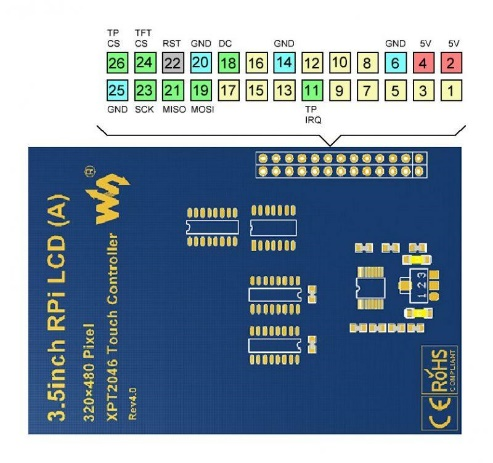 TP TFT
CS CS RST GND DC GND GND 5V 5V
26 24 22 20 18 16 14 12 10 8 6 4 2
25 23 21 19 17 15 13 11 9 7 5 3 1
GND SCK MISO MOSI TP
IRQ
3.5inch RPi LCD (A)
320×480 Pixel
XPT2046 Touch Controller
Rev4.0
WS ®
1 2 3
CE RoHS
COMPLIANT